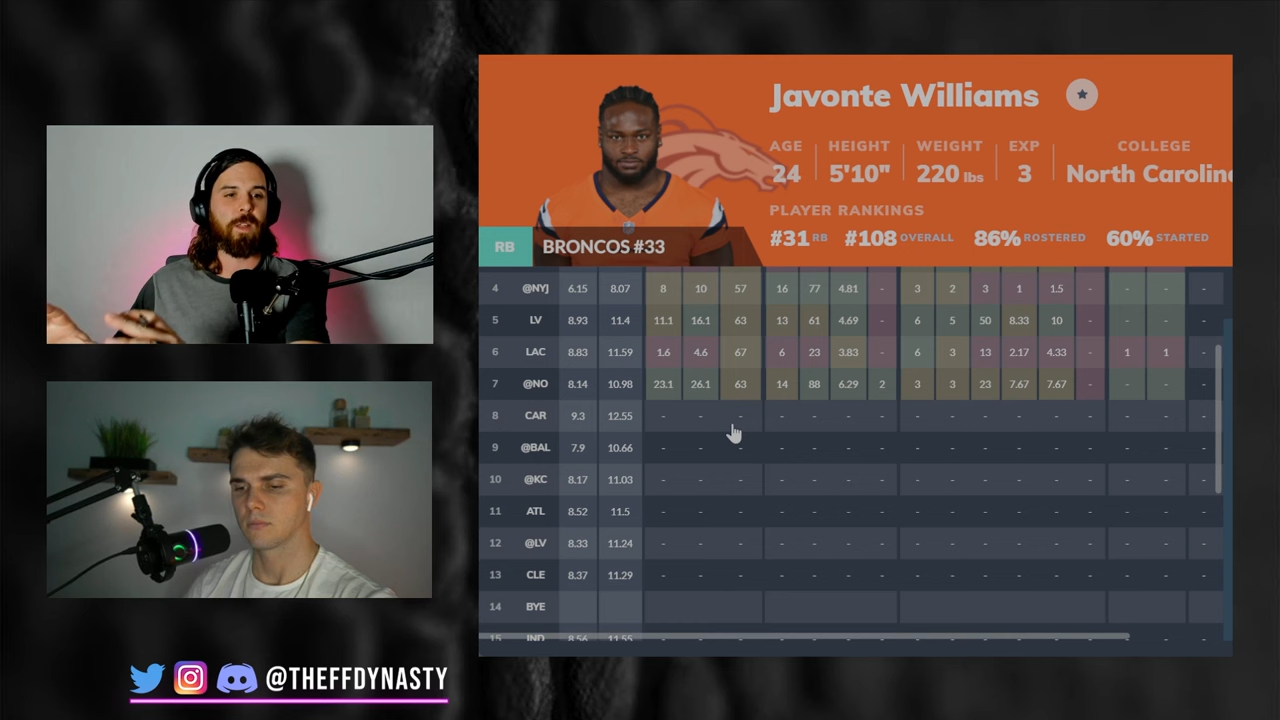 Javonte Williams
AGE HEIGHT WEIGHT EXP COLLEGE
24 5'10" 220 lbs 3 North Carolin
PLAYER RANKINGS
#31 RB #108 OVERALL 86% ROSTERED 60% STARTED
RB BRONCOS #33
4 @NYJ 6.15 8.07 8 10 57 16 77 4.81 - 3 2 3 1 1.5 - - - -
5 LV 8.93 11.4 11.1 16.1 63 13 61 4.69 - 6 5 50 8.33 10 - - - -
6 LAC 8.83 11.59 1.6 4.6 67 6 23 3.83 - 6 3 13 2.17 4.33 - 1 1 -
7 @NO 8.14 10.98 23.1 26.1 63 14 88 6.29 2 3 3 23 7.67 7.67 - - - -
8 CAR 9.3 12.55 - - - - - - - - - - - - - - - -
9 @BAL 7.9 10.66 - - - - - - - - - - - - - - - -
10 @KC 8.17 11.03 - - - - - - - - - - - - - - - -
11 ATL 8.52 11.5 - - - - - - - - - - - - - - - -
12 @LV 8.33 11.24 - - - - - - - - - - - - - - - -
13 CLE 8.37 11.29 - - - - - - - - - - - - - - - -
14 BYE
15 IND 8.56 11.55 - - -
@THEFFDYNASTY